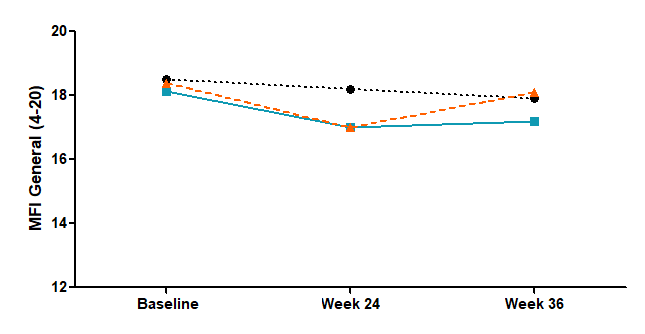 20
18
16
14
12
MFI General (4-20)
Baseline
Week 24
Week 36